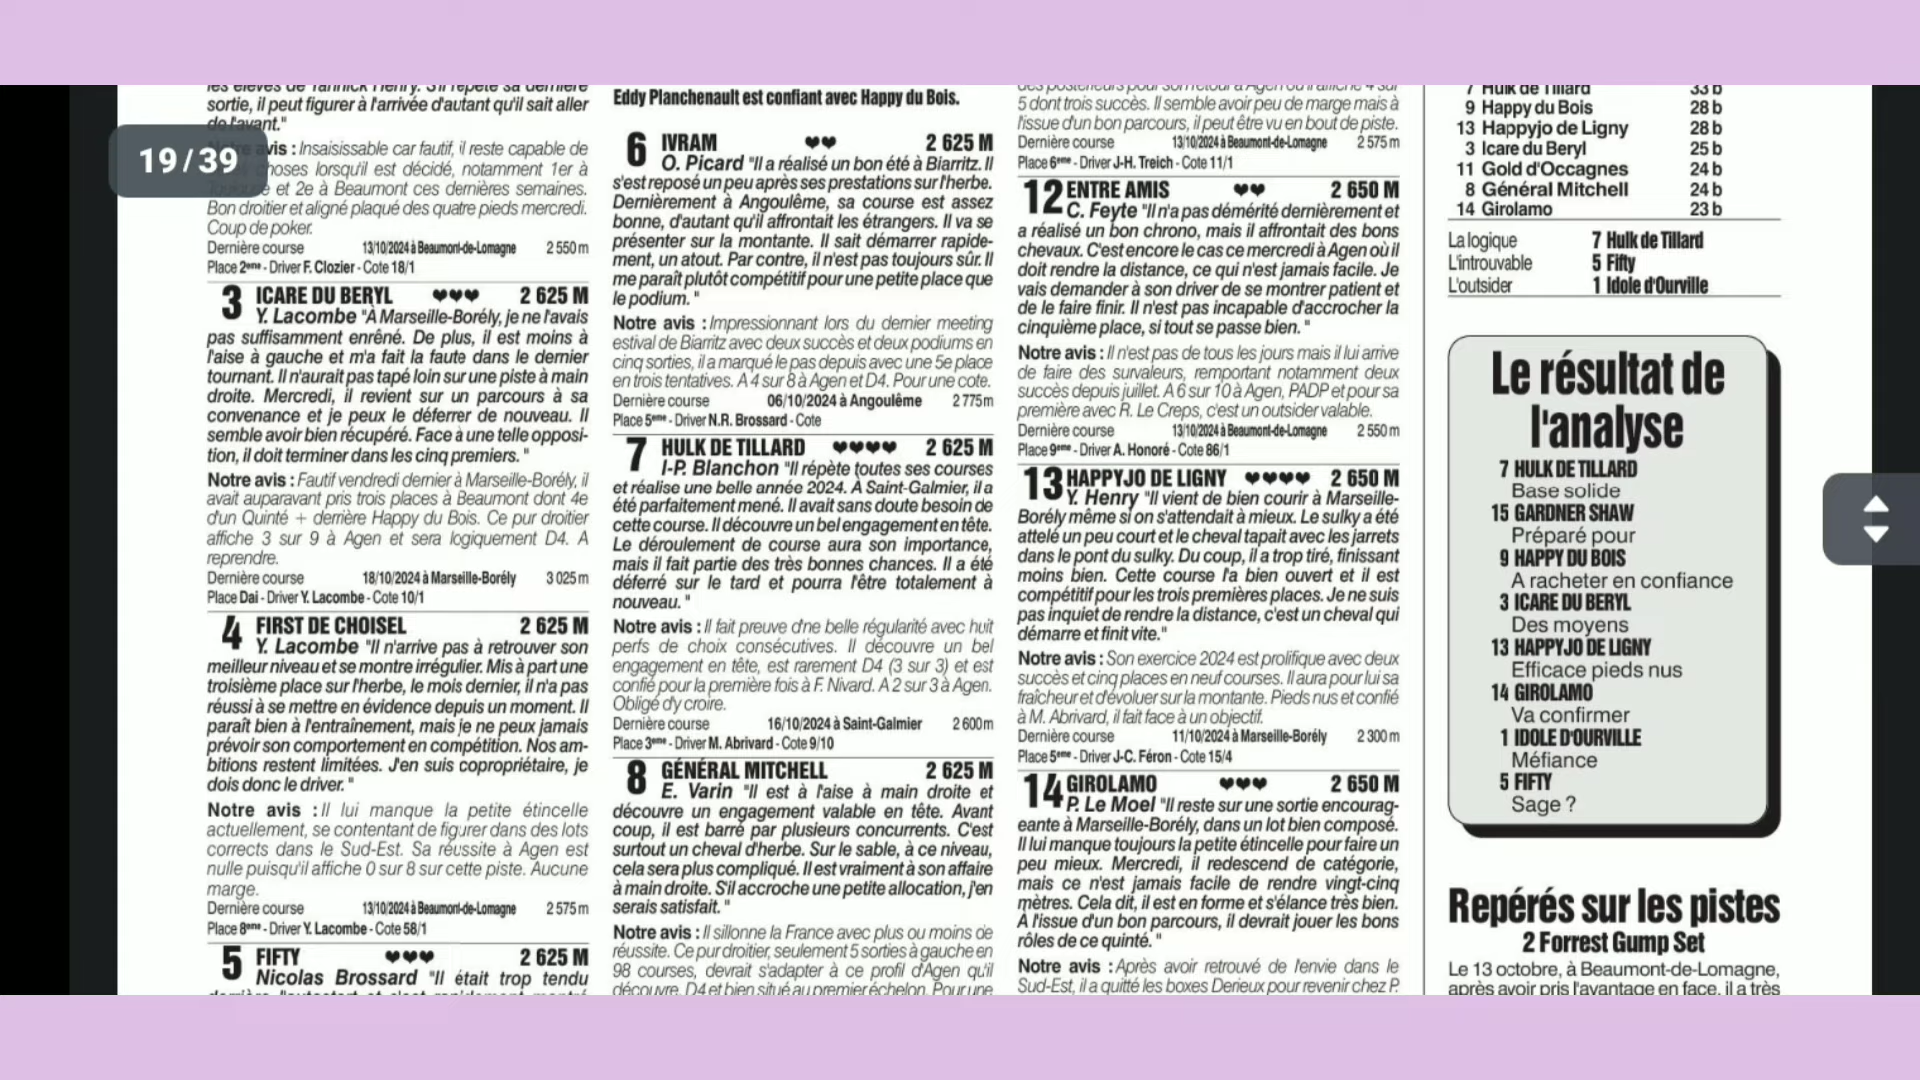 19/39
sortie, il peut figurer à l'arrivée d'autant qu'il sait aller
de l'avant."
avis : Insaisissable car fautif, il reste capable de
choses lorsqu'il est décidé, notamment 1er à
et 2e à Beaumont ces dernières semaines.
Bon droitier et aligné plaqué des quatre pieds mercredi.
Coup de poker.
Dernière course 13/10/2024 à Beaumont-de-Lomagne 2 550 m
Place 2ème - Driver F. Clozier - Cote 18/1
3 ICARE DU BERYL ♥♥♥ 2 625 M
Y. Lacombe "À Marseille-Borély, je ne l'avais
pas suffisamment enrêné. De plus, il est moins à
l'aise à gauche et m'a fait la faute dans le dernier
tournant. Il n'aurait pas tapé loin sur une piste à main
droite. Mercredi, il revient sur un parcours à sa
convenance et je peux le déferrer de nouveau. Il
semble avoir bien récupéré. Face à une telle opposi-
tion, il doit terminer dans les cinq premiers. "
Notre avis : Fautif vendredi dernier à Marseille-Borély, il
avait auparavant pris trois places à Beaumont dont 4e
d'un Quinté + derrière Happy du Bois. Ce pur droitier
affiche 3 sur 9 à Agen et sera logiquement D4. A
reprendre.
Dernière course 18/10/2024 à Marseille-Borély 3 025 m
Place Dai - Driver Y. Lacombe - Cote 10/1
4 FIRST DE CHOISEL 2 625 M
Y. Lacombe "Il n'arrive pas à retrouver son
meilleur niveau et se montre irrégulier. Mis à part une
troisième place sur l'herbe, le mois dernier, il n'a pas
réussi à se mettre en évidence depuis un moment. Il
paraît bien à l'entraînement, mais je ne peux jamais
prévoir son comportement en compétition. Nos am-
bitions restent limitées. J'en suis copropriétaire, je
dois donc le driver. "
Notre avis : Il lui manque la petite étincelle
actuellement, se contentant de figurer dans des lots
corrects dans le Sud-Est. Sa réussite à Agen est
nulle puisqu'il affiche 0 sur 8 sur cette piste. Aucune
marge.
Dernière course 13/10/2024 à Beaumont-de-Lomagne 2 575 m
Place 8ème - Driver Y. Lacombe - Cote 58/1
5 FIFTY ♥♥♥ 2 625 M
Nicolas Brossard "Il était trop tendu
Eddy Planchenault est confiant avec Happy du Bois.
6 IVRAM ♥♥ 2 625 M
O. Picard "Il a réalisé un bon été à Biarritz. Il
s'est reposé un peu après ses prestations sur l'herbe.
Dernièrement à Angoulême, sa course est assez
bonne, d'autant qu'il affrontait les étrangers. Il va se
présenter sur la montante. Il sait démarrer rapide-
ment, un atout. Par contre, il n'est pas toujours sûr. Il
me paraît plutôt compétitif pour une petite place que
le podium. "
Notre avis : Impressionnant lors du dernier meeting
estival de Biarritz avec deux succès et deux podiums en
cinq sorties, il a marqué le pas depuis avec une 5e place
en trois tentatives. A 4 sur 8 à Agen et D4. Pour une cote.
Dernière course 06/10/2024 à Angoulême 2 775 m
Place 5ème - Driver N.R. Brossard - Cote
7 HULK DE TILLARD ♥♥♥♥ 2 625 M
J-P. Blanchon "Il répète toutes ses courses
et réalise une belle année 2024. À Saint-Galmier, il a
été parfaitement mené. Il avait sans doute besoin de
cette course. Il découvre un bel engagement en tête.
Le déroulement de course aura son importance,
mais il fait partie des très bonnes chances. Il a été
déferré sur le tard et pourra l'être totalement à
nouveau. "
Notre avis : Il fait preuve d'ne belle régularité avec huit
perfs de choix consécutives. Il découvre un bel
engagement en tête, est rarement D4 (3 sur 3) et est
confié pour la première fois à F. Nivard. A 2 sur 3 à Agen.
Obligé d'y croire.
Dernière course 16/10/2024 à Saint-Galmier 2 600 m
Place 3ème - Driver M. Abrivard - Cote 9/10
8 GÉNÉRAL MITCHELL 2 625 M
E. Varin "Il est à l'aise à main droite et
découvre un engagement valable en tête. Avant
coup, il est barré par plusieurs concurrents. C'est
surtout un cheval d'herbe. Sur le sable, à ce niveau,
cela sera plus compliqué. Il est vraiment à son affaire
à main droite. S'il accroche une petite allocation, j'en
serais satisfait. "
Notre avis : Il sillonne la France avec plus ou moins de
réussite. Ce pur droitier, seulement 5 sorties à gauche en
98 courses, devrait s'adapter à ce profil d'Agen qu'il
découvre. D4 et bien situé au premier échelon. Pour une
5 dont trois succès. Il semble avoir peu de marge mais à
l'issue d'un bon parcours, il peut être vu en bout de piste.
Dernière course 13/10/2024 à Beaumont-de-Lomagne 2 575 m
Place 6ème - Driver J-H. Treich - Cote 11/1
12 ENTRE AMIS ♥♥ 2 650 M
C. Feyte "Il n'a pas démérité dernièrement et
a réalisé un bon chrono, mais il affrontait des bons
chevaux. C'est encore le cas ce mercredi à Agen où il
doit rendre la distance, ce qui n'est jamais facile. Je
vais demander à son driver de se montrer patient et
de le faire finir. Il n'est pas incapable d'accrocher la
cinquième place, si tout se passe bien. "
Notre avis : Il n'est pas de tous les jours mais il lui arrive
de faire des survaleurs, remportant notamment deux
succès depuis juillet. A 6 sur 10 à Agen, PADP et pour sa
première avec R. Le Creps, c'est un outsider valable.
Dernière course 13/10/2024 à Beaumont-de-Lomagne 2 550 m
Place 9ème - Driver A. Honoré - Cote 86/1
13 HAPPYJO DE LIGNY ♥♥♥♥ 2 650 M
Y. Henry "Il vient de bien courir à Marseille-
Borély même si on s'attendait à mieux. Le sulky a été
attelé un peu court et le cheval tapait avec les jarrets
dans le pont du sulky. Du coup, il a trop tiré, finissant
moins bien. Cette course l'a bien ouvert et il est
compétitif pour les trois premières places. Je ne suis
pas inquiet de rendre la distance, c'est un cheval qui
démarre et finit vite."
Notre avis : Son exercice 2024 est prolifique avec deux
succès et cinq places en neuf courses. Il aura pour lui sa
fraîcheur et d'évoluer sur la montante. Pieds nus et confié
à M. Abrivard, il fait face à un objectif.
Dernière course 11/10/2024 à Marseille-Borély 2 300 m
Place 5ème - Driver J-C. Féron - Cote 15/4
14 GIROLAMO ♥♥♥ 2 650 M
P. Le Moel "Il reste sur une sortie encourag-
eante à Marseille-Borély, dans un lot bien composé.
Il lui manque toujours la petite étincelle pour faire un
peu mieux. Mercredi, il redescend de catégorie,
mais ce n'est jamais facile de rendre vingt-cinq
mètres. Cela dit, il est en forme et s'élance très bien.
À l'issue d'un bon parcours, il devrait jouer les bons
rôles de ce quinté. "
Notre avis : Après avoir retrouvé de l'envie dans le
Sud-Est, il a quitté les boxes Derieux pour revenir chez P.
7 Hulk de Tillard 33 b
9 Happy du Bois 28 b
13 Happyjo de Ligny 28 b
3 Icare du Beryl 25 b
11 Gold d'Occagnes 24 b
8 Général Mitchell 24 b
14 Girolamo 23 b
La logique 7 Hulk de Tillard
L'introuvable 5 Fifty
L'outsider 1 Idole d'Ourville
Le résultat de
l'analyse
7 HULK DE TILLARD
Base solide
15 GARDNER SHAW
Préparé pour
9 HAPPY DU BOIS
A racheter en confiance
3 ICARE DU BERYL
Des moyens
13 HAPPYJO DE LIGNY
Efficace pieds nus
14 GIROLAMO
Va confirmer
1 IDOLE D'OURVILLE
Méfiance
5 FIFTY
Sage ?
Repérés sur les pistes
2 Forrest Gump Set
Le 13 octobre, à Beaumont-de-Lomagne,
après avoir pris l'avantage en face, il a très